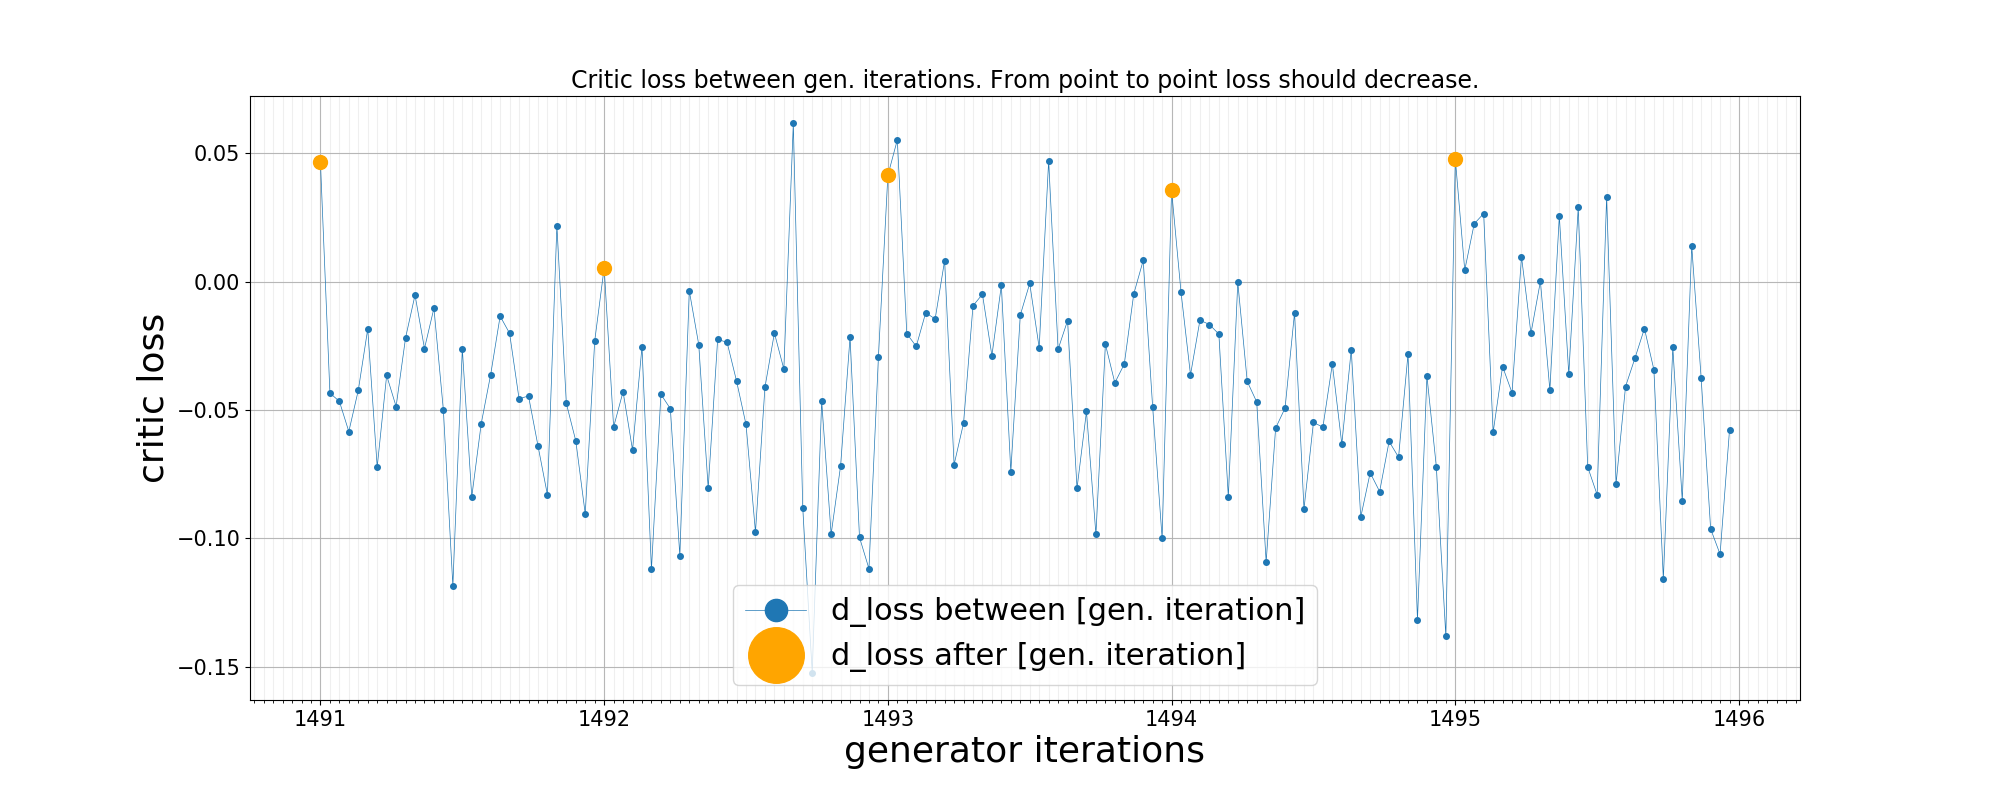 Critic loss between gen. iterations. From point to point loss should decrease.
critic loss
0.05
0.00
−0.05
−0.10
−0.15
d_loss between [gen. iteration]
d_loss after [gen. iteration]
1491 1492 1493 1494 1495 1496
generator iterations